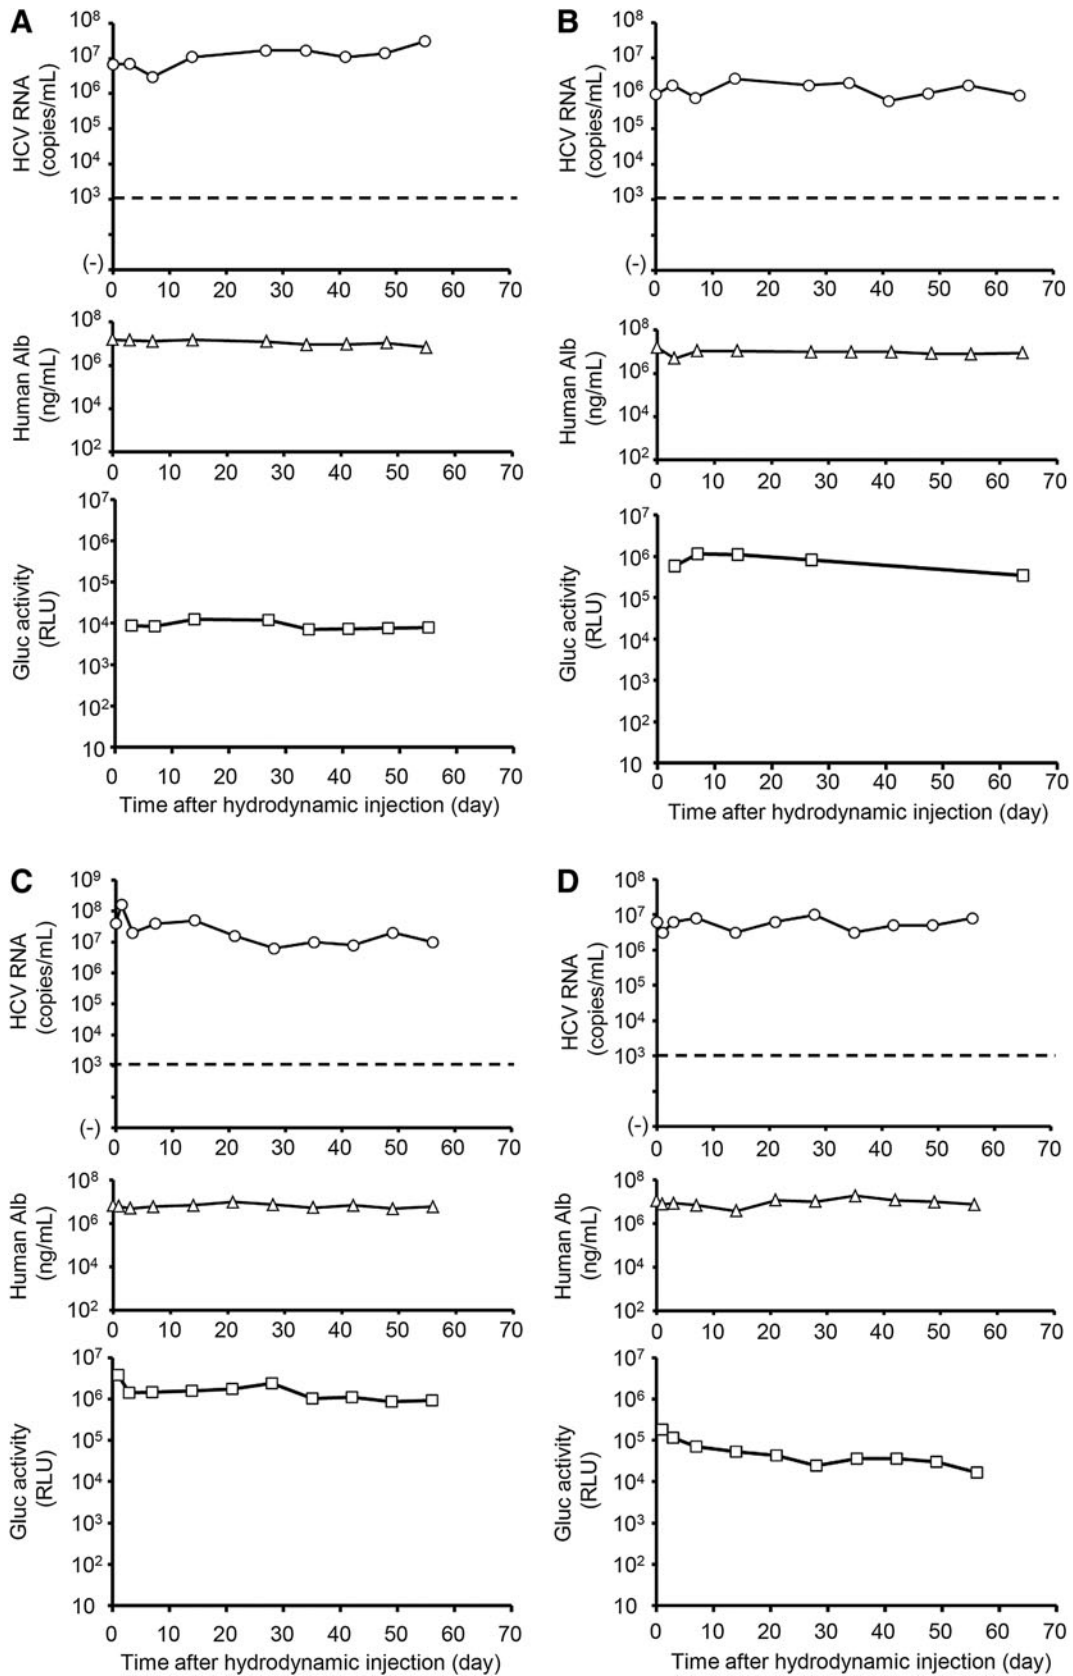 A
HCV RNA
(copies/mL)
10⁸
10⁷
10⁶
10⁵
10⁴
10³
(-)
0 10 20 30 40 50 60 70
Human Alb
(ng/mL)
10⁸
10⁶
10⁴
10²
0 10 20 30 40 50 60 70
Gluc activity
(RLU)
10⁷
10⁶
10⁵
10⁴
10³
10²
10
0 10 20 30 40 50 60 70
Time after hydrodynamic injection (day)
B
HCV RNA
(copies/mL)
10⁸
10⁷
10⁶
10⁵
10⁴
10³
(-)
0 10 20 30 40 50 60 70
Human Alb
(ng/mL)
10⁸
10⁶
10⁴
10²
0 10 20 30 40 50 60 70
Gluc activity
(RLU)
10⁷
10⁶
10⁵
10⁴
10³
10²
10
0 10 20 30 40 50 60 70
Time after hydrodynamic injection (day)
C
HCV RNA
(copies/mL)
10⁹
10⁸
10⁷
10⁶
10⁵
10⁴
10³
(-)
0 10 20 30 40 50 60 70
Human Alb
(ng/mL)
10⁸
10⁶
10⁴
10²
0 10 20 30 40 50 60 70
Gluc activity
(RLU)
10⁷
10⁶
10⁵
10⁴
10³
10²
10
0 10 20 30 40 50 60 70
Time after hydrodynamic injection (day)
D
HCV RNA
(copies/mL)
10⁸
10⁷
10⁶
10⁵
10⁴
10³
(-)
0 10 20 30 40 50 60 70
Human Alb
(ng/mL)
10⁸
10⁶
10⁴
10²
0 10 20 30 40 50 60 70
Gluc activity
(RLU)
10⁷
10⁶
10⁵
10⁴
10³
10²
10
0 10 20 30 40 50 60 70
Time after hydrodynamic injection (day)